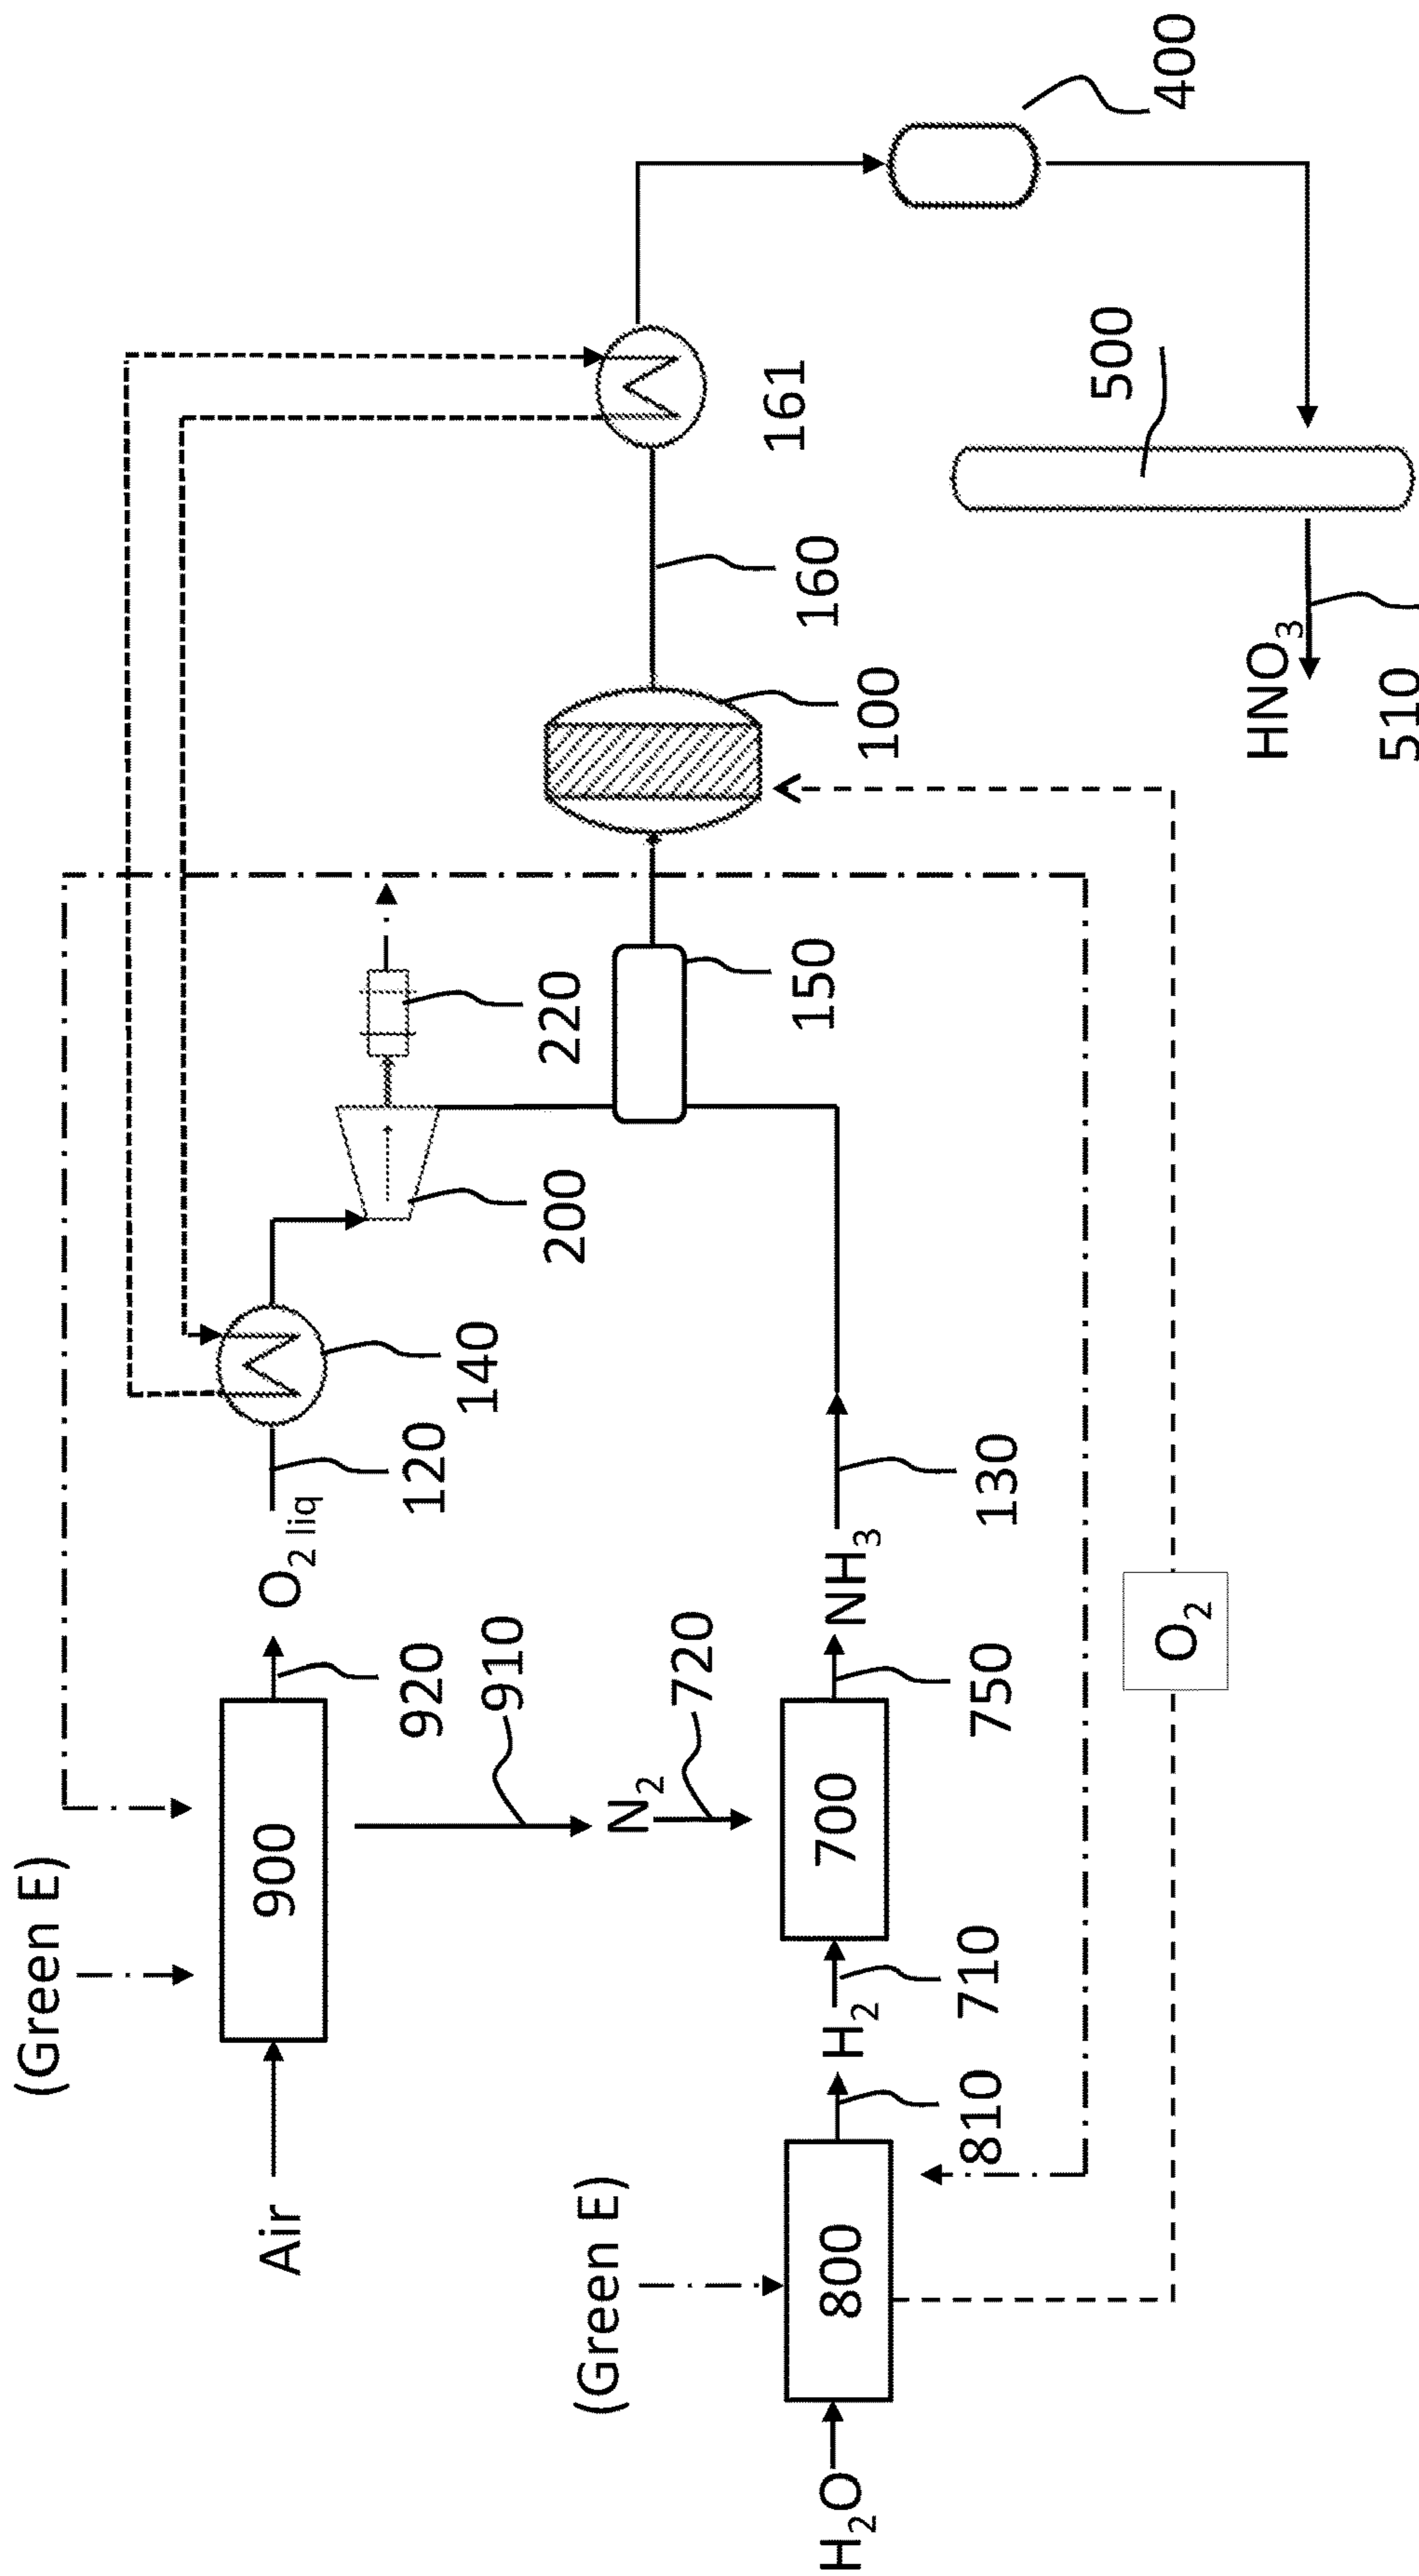 (Green E)
Air
900
920
O₂ liq
120
140
910
N₂
720
(Green E)
H₂O
800
810
H₂
710
700
750
NH₃
130
O₂
200
220
150
100
160
161
400
500
HNO₃
510